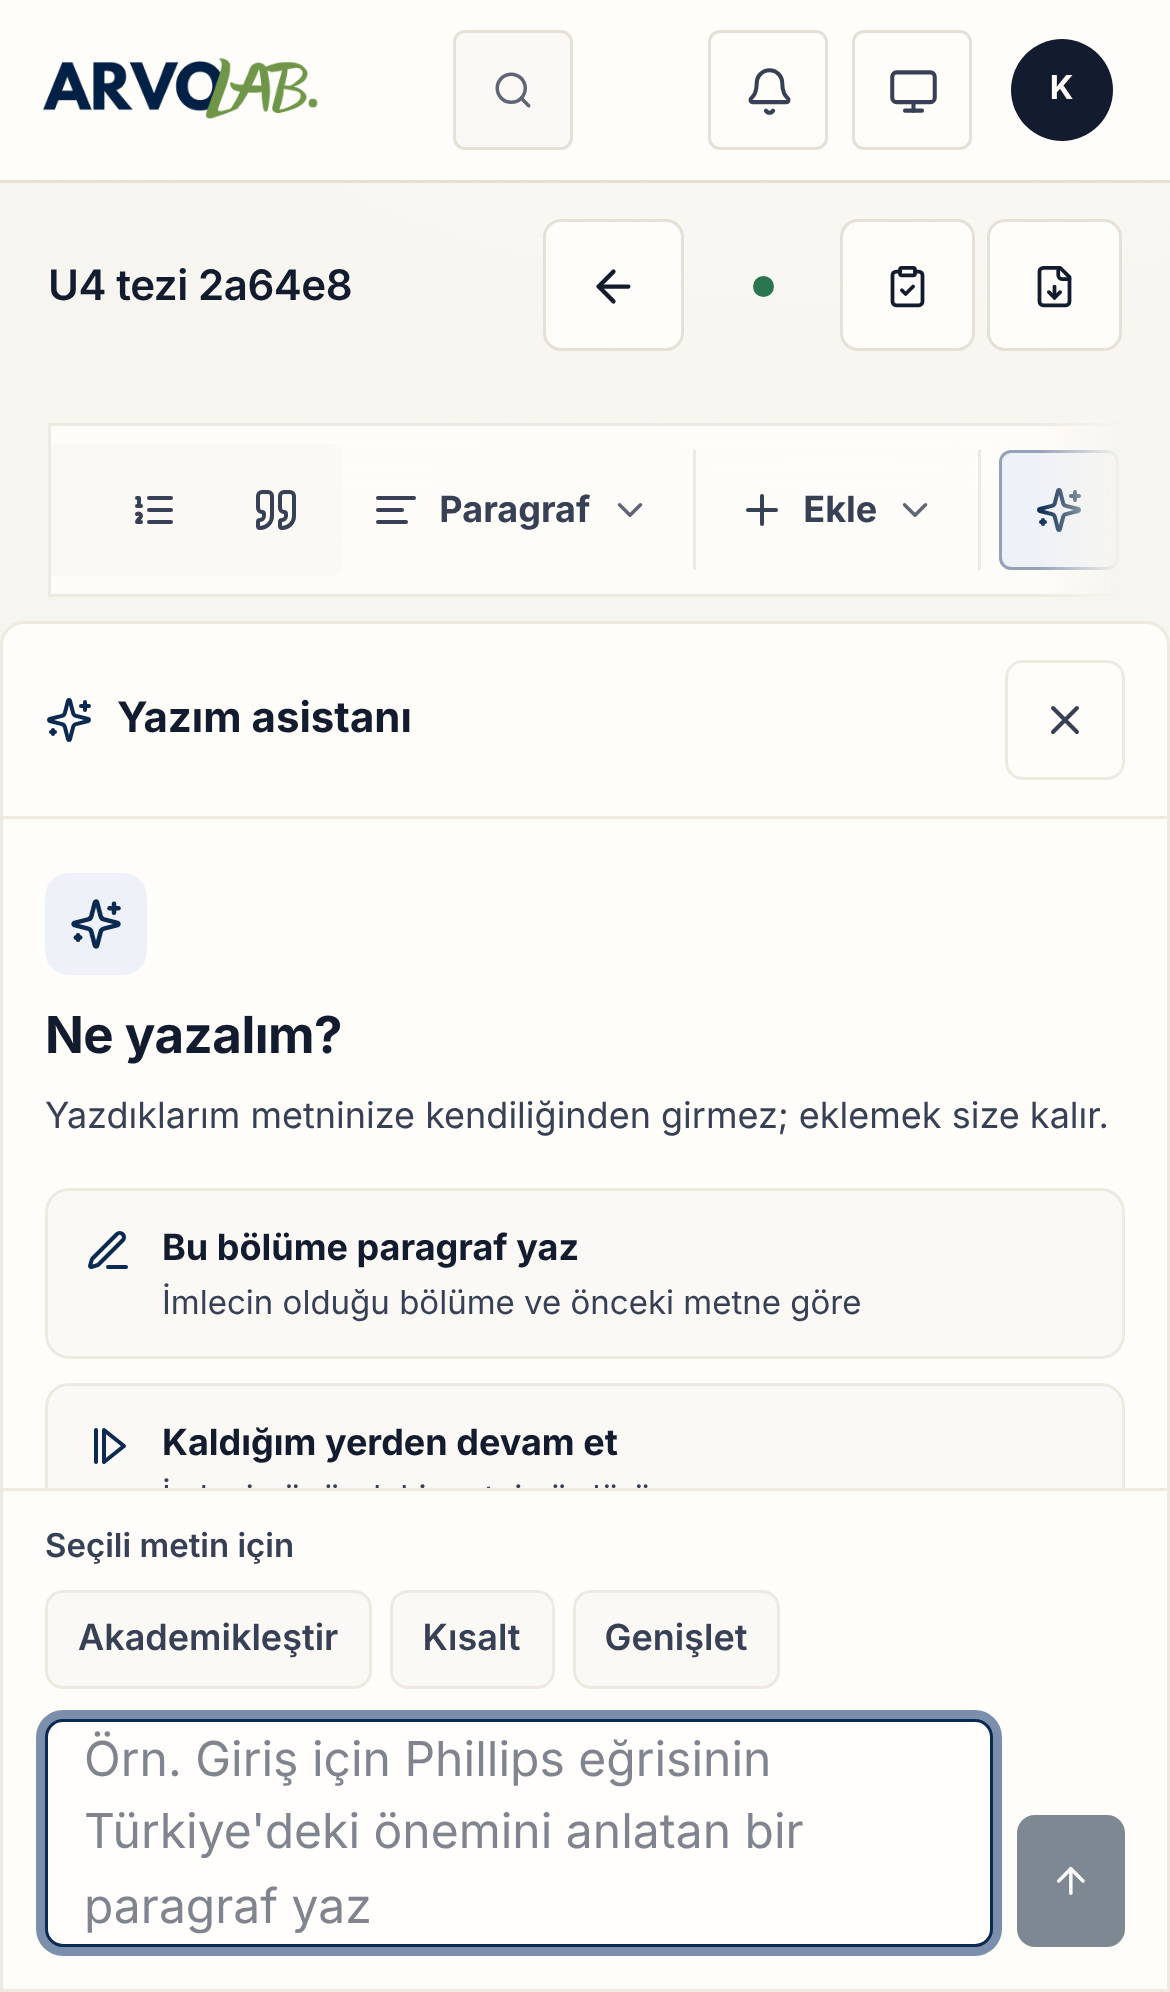 ARVOLAB.
K
U4 tezi 2a64e8
Paragraf
Ekle
Yazım asistanı
Ne yazalım?
Yazdıklarım metninize kendiliğinden girmez; eklemek size kalır.
Bu bölüme paragraf yaz
İmlecin olduğu bölüme ve önceki metne göre
Kaldığım yerden devam et
Seçili metin için
Akademikleştir
Kısalt
Genişlet
Örn. Giriş için Phillips eğrisinin
Türkiye'deki önemini anlatan bir
paragraf yaz